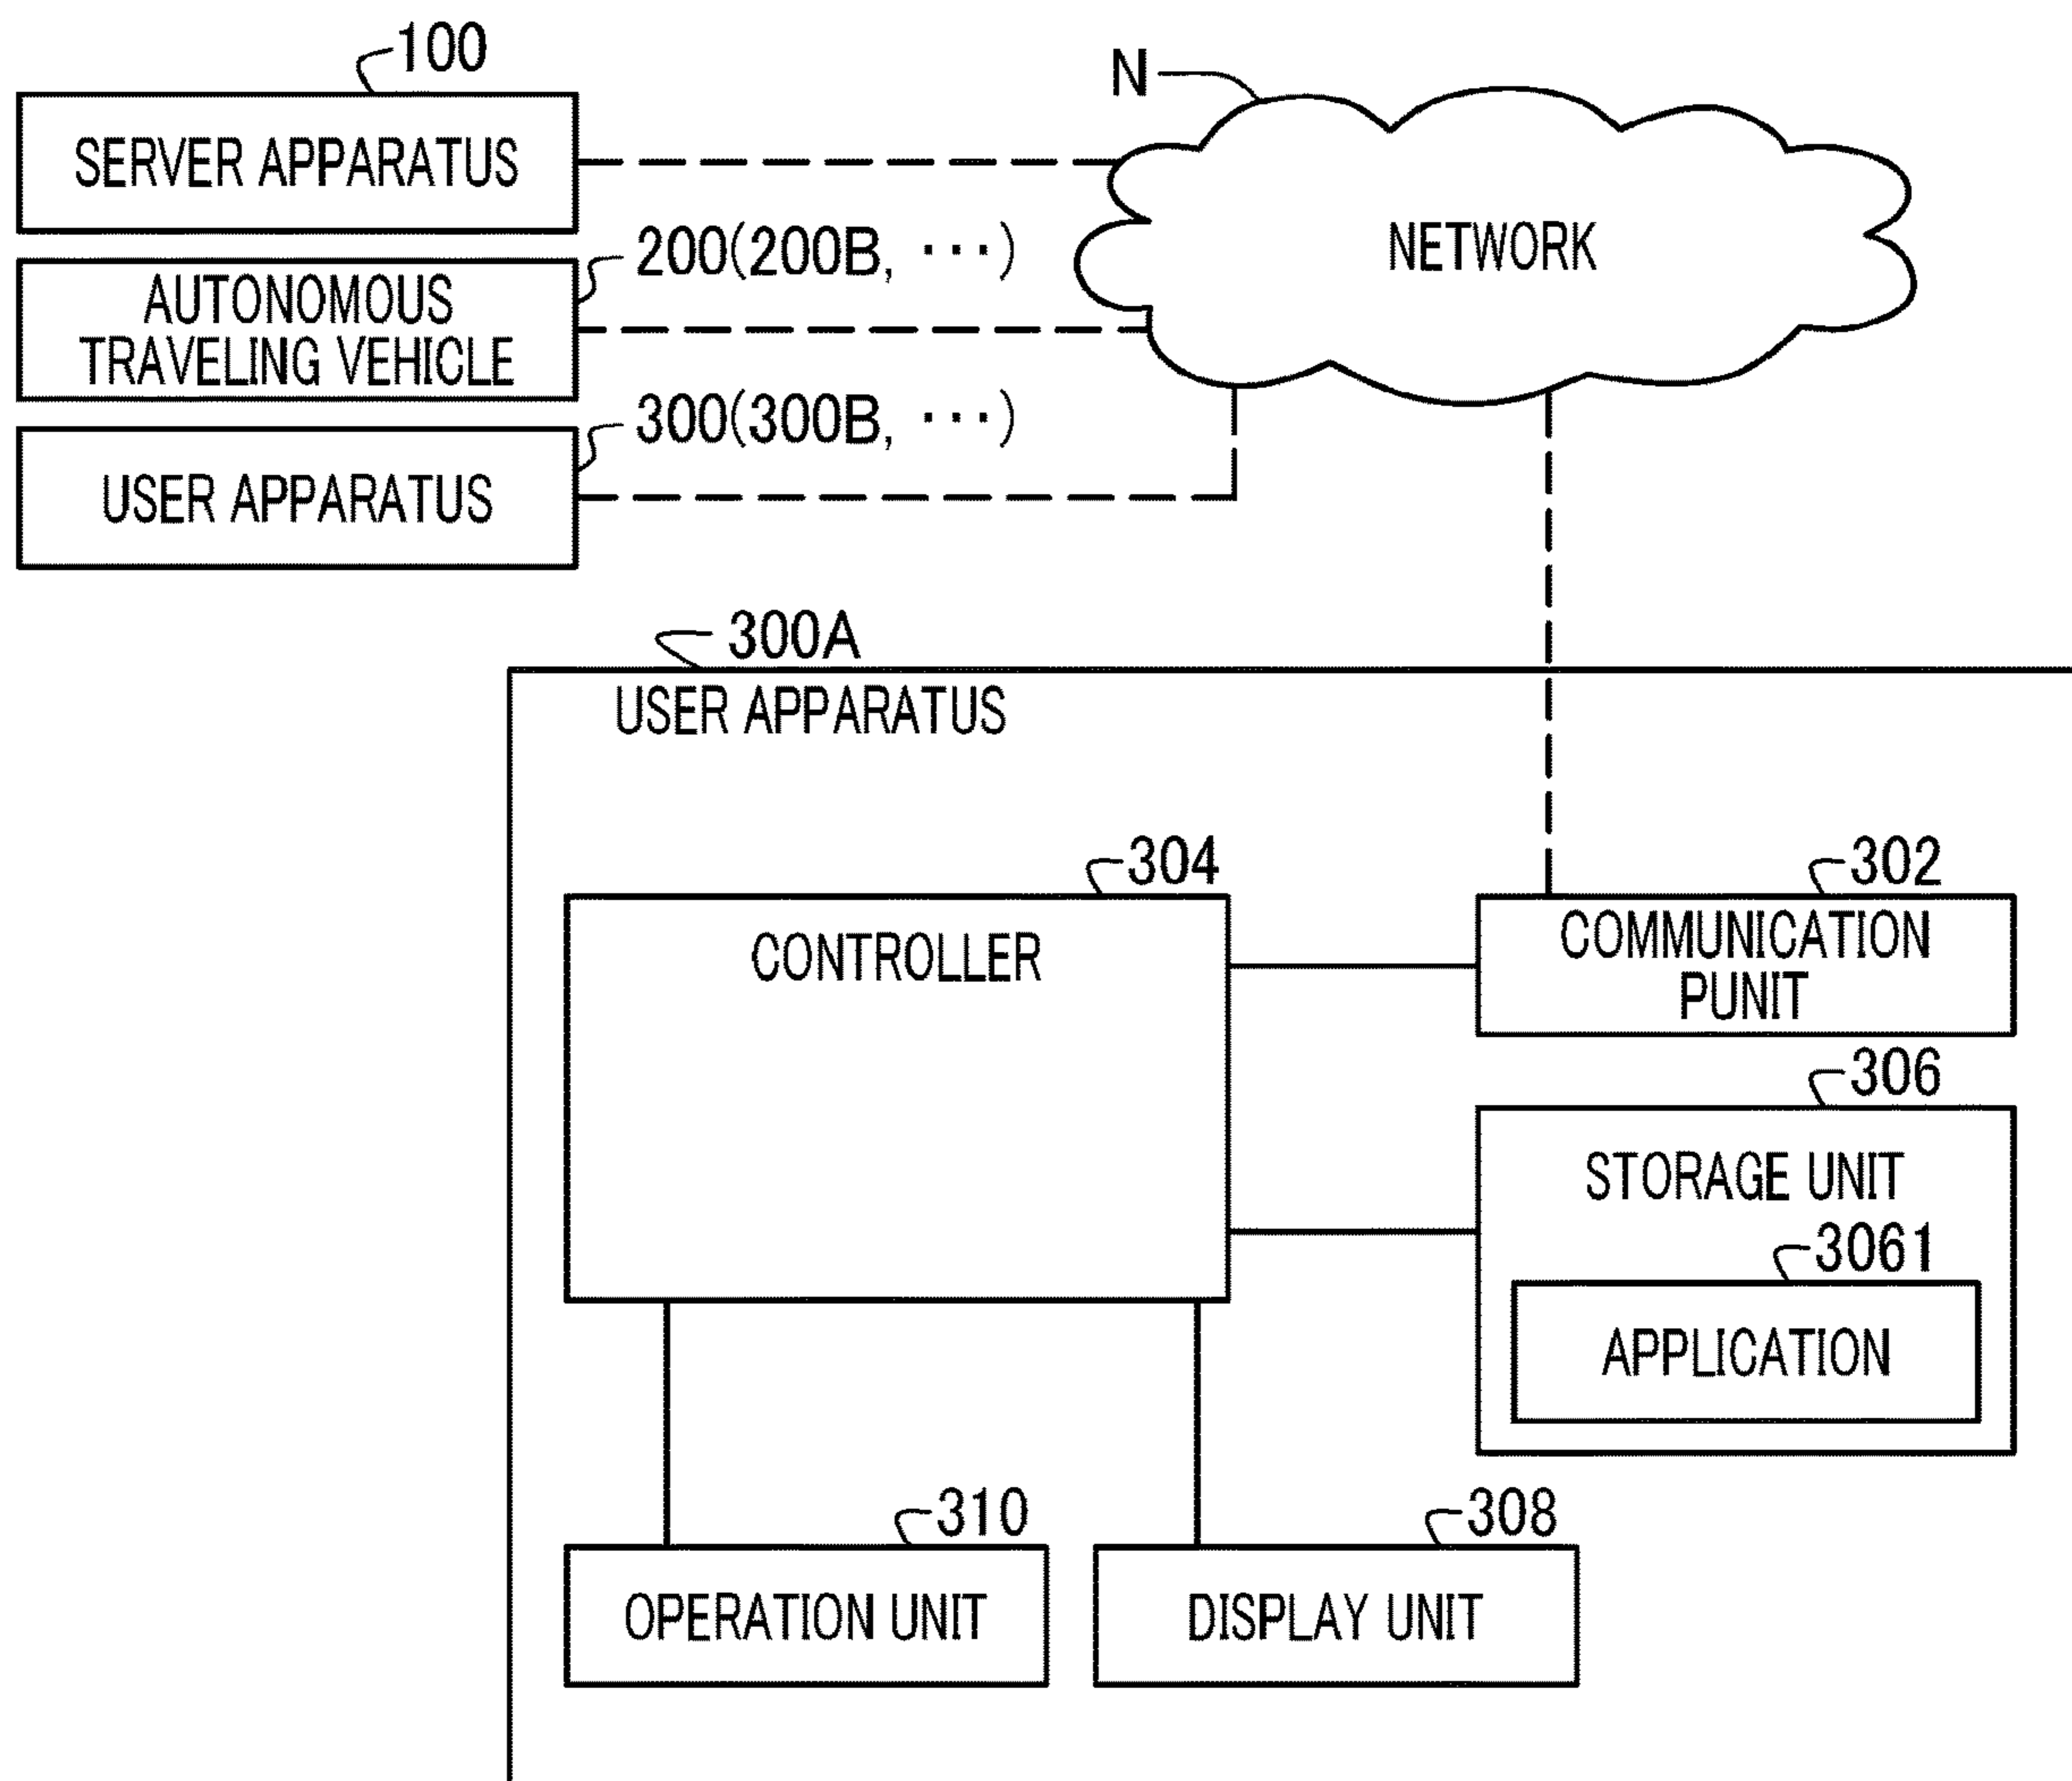 100
SERVER APPARATUS
N
NETWORK
200(200B, ・・・)
AUTONOMOUS
TRAVELING VEHICLE
300(300B, ・・・)
USER APPARATUS
300A
USER APPARATUS
304
CONTROLLER
302
COMMUNICATION
PUNIT
306
STORAGE UNIT
3061
APPLICATION
310
OPERATION UNIT
308
DISPLAY UNIT